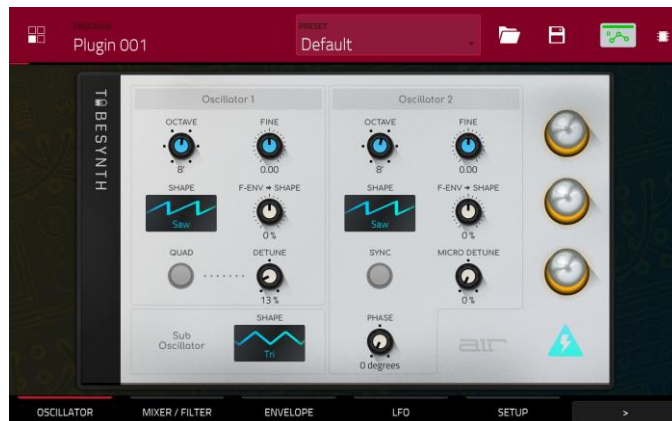 PROGRAM
Plugin 001
PRESET
Default
TUBESYNTH
Oscillator 1
Oscillator 2
OCTAVE
FINE
OCTAVE
FINE
8'
0.00
8'
0.00
SHAPE
F-ENV → SHAPE
SHAPE
F-ENV → SHAPE
Saw
0 %
Saw
0 %
QUAD
DETUNE
SYNC
MICRO DETUNE
13 %
0 %
Sub
Oscillator
SHAPE
Tri
PHASE
0 degrees
air
OSCILLATOR
MIXER / FILTER
ENVELOPE
LFO
SETUP
>